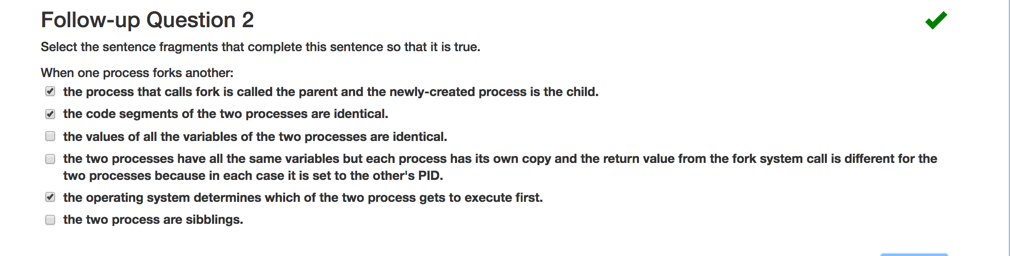 Follow-up Question 2
Select the sentence fragments that complete this sentence so that it is true.
When one process forks another:
the process that calls fork is called the parent and the newly-created process is the child.
the code segments of the two processes are identical.
the values of all the variables of the two processes are identical.
the two processes have all the same variables but each process has its own copy and the return value from the fork system call is different for the
two processes because in each case it is set to the other's PID.
the operating system determines which of the two process gets to execute first.
the two process are sibblings.